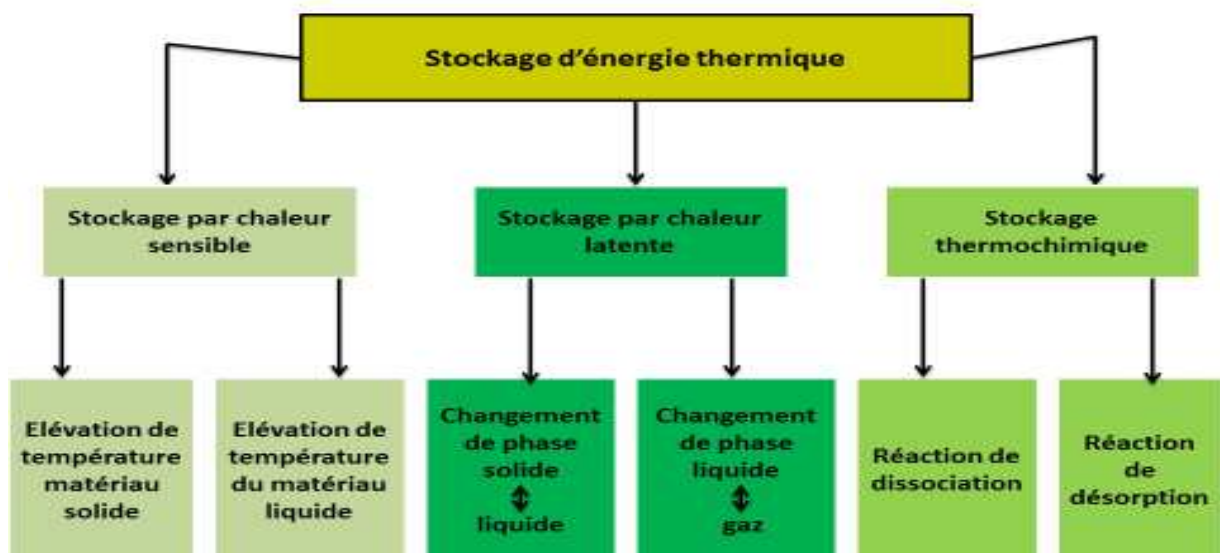 Stockage d'énergie thermique
Stockage par chaleur
sensible
Stockage par chaleur
latente
Stockage
thermochimique
Elévation de
température
matériau
solide
Elévation de
température
du matériau
liquide
Changement
de phase
solide
liquide
Changement
de phase
liquide
gaz
Réaction de
dissociation
Réaction
de
désorption